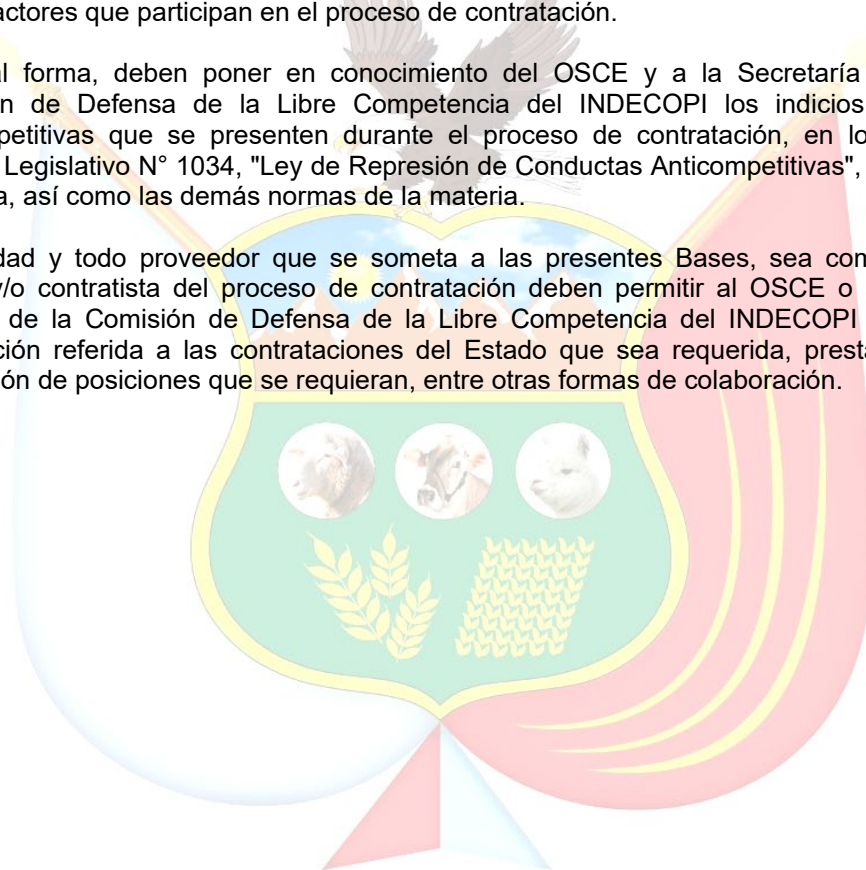 actores que participan en el proceso de contratación.
al forma, deben poner en conocimiento del OSCE y a la Secretaría
n de Defensa de la Libre Competencia del INDECOPI los indicios
petitivas que se presenten durante el proceso de contratación, en lo
Legislativo N° 1034, "Ley de Represión de Conductas Anticompetitivas",
a, así como las demás normas de la materia.
dad y todo proveedor que se someta a las presentes Bases, sea com
y/o contratista del proceso de contratación deben permitir al OSCE o
de la Comisión de Defensa de la Libre Competencia del INDECOPI
ción referida a las contrataciones del Estado que sea requerida, presta
ión de posiciones que se requieran, entre otras formas de colaboración.